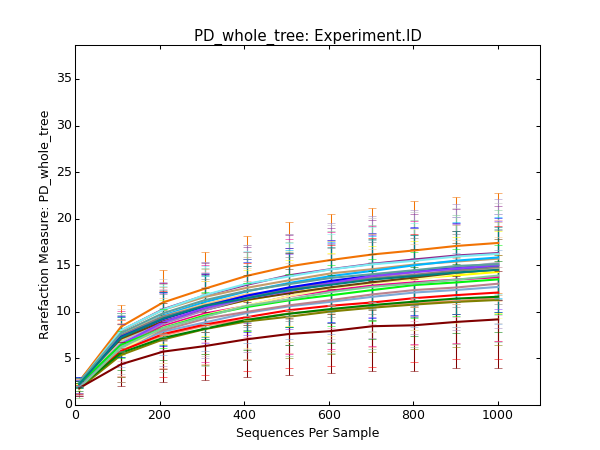 PD_whole_tree: Experiment.ID
Rarefaction Measure: PD_whole_tree
35
30
25
20
15
10
5
0
0 200 400 600 800 1000
Sequences Per Sample